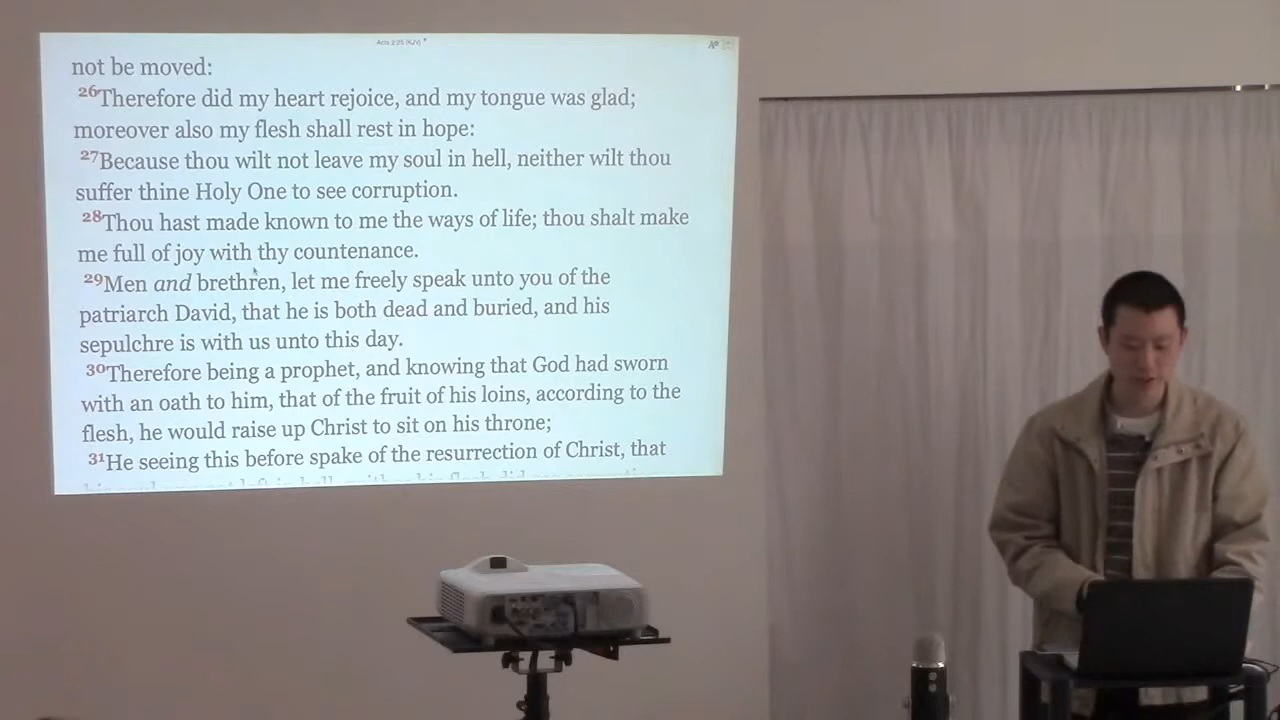 Acts 2:25 (KJV)
not be moved:
26Therefore did my heart rejoice, and my tongue was glad;
moreover also my flesh shall rest in hope:
27Because thou wilt not leave my soul in hell, neither wilt thou
suffer thine Holy One to see corruption.
28Thou hast made known to me the ways of life; thou shalt make
me full of joy with thy countenance.
29Men and brethren, let me freely speak unto you of the
patriarch David, that he is both dead and buried, and his
sepulchre is with us unto this day.
30Therefore being a prophet, and knowing that God had sworn
with an oath to him, that of the fruit of his loins, according to the
flesh, he would raise up Christ to sit on his throne;
31He seeing this before spake of the resurrection of Christ, that